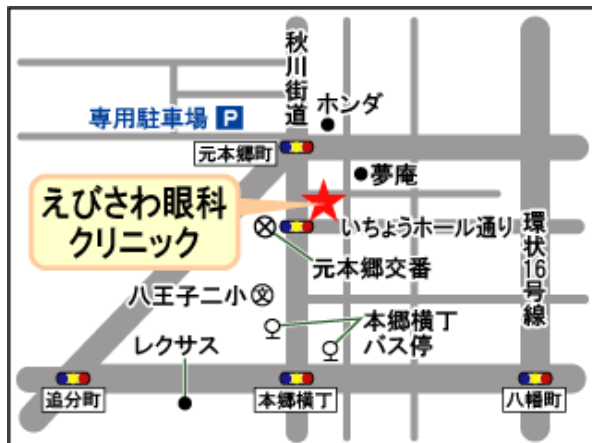 秋川街道
ホンダ
専用駐車場 P
元本郷町
夢庵
えびさわ眼科
クリニック
いちょうホール通り
環状16号線
元本郷交番
八王子二小
文
本郷横丁
バス停
レクサス
追分町
本郷横丁
八幡町